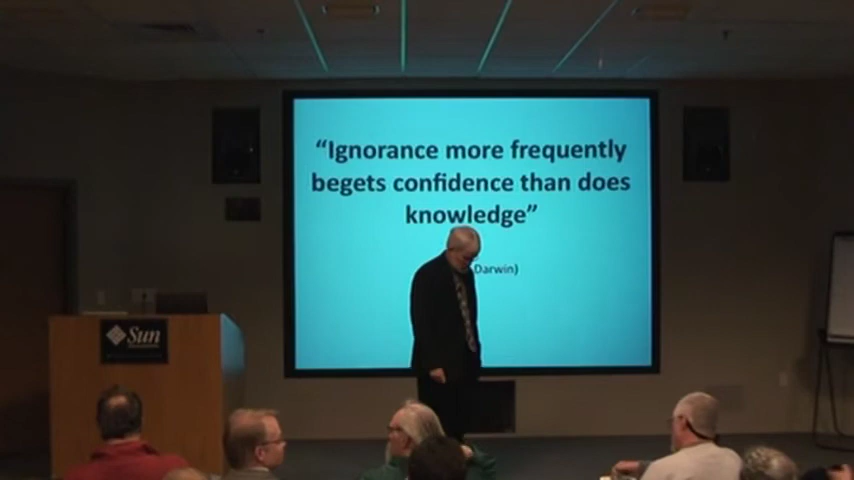 “Ignorance more frequently
begets confidence than does
knowledge”
Darwin)
Sun